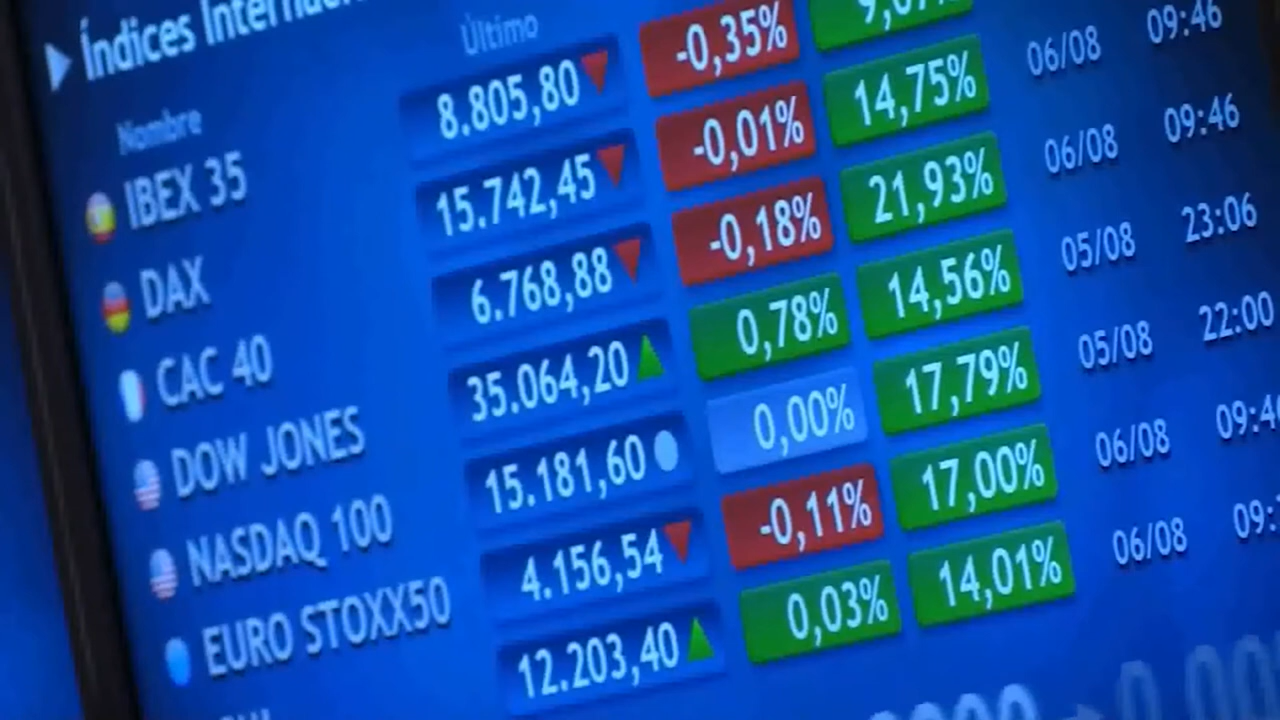 Índices Internac
Nombre Último
IBEX 35 8.805,80 -0,35%
DAX 15.742,45 -0,01% 14,75% 06/08 09:46
CAC 40 6.768,88 -0,18% 21,93% 06/08 09:46
DOW JONES 35.064,20 0,78% 14,56% 05/08 23:06
NASDAQ 100 15.181,60 0,00% 17,79% 05/08 22:00
EURO STOXX50 4.156,54 -0,11% 17,00% 06/08 09:4
12.203,40 0,03% 14,01% 06/08 09: